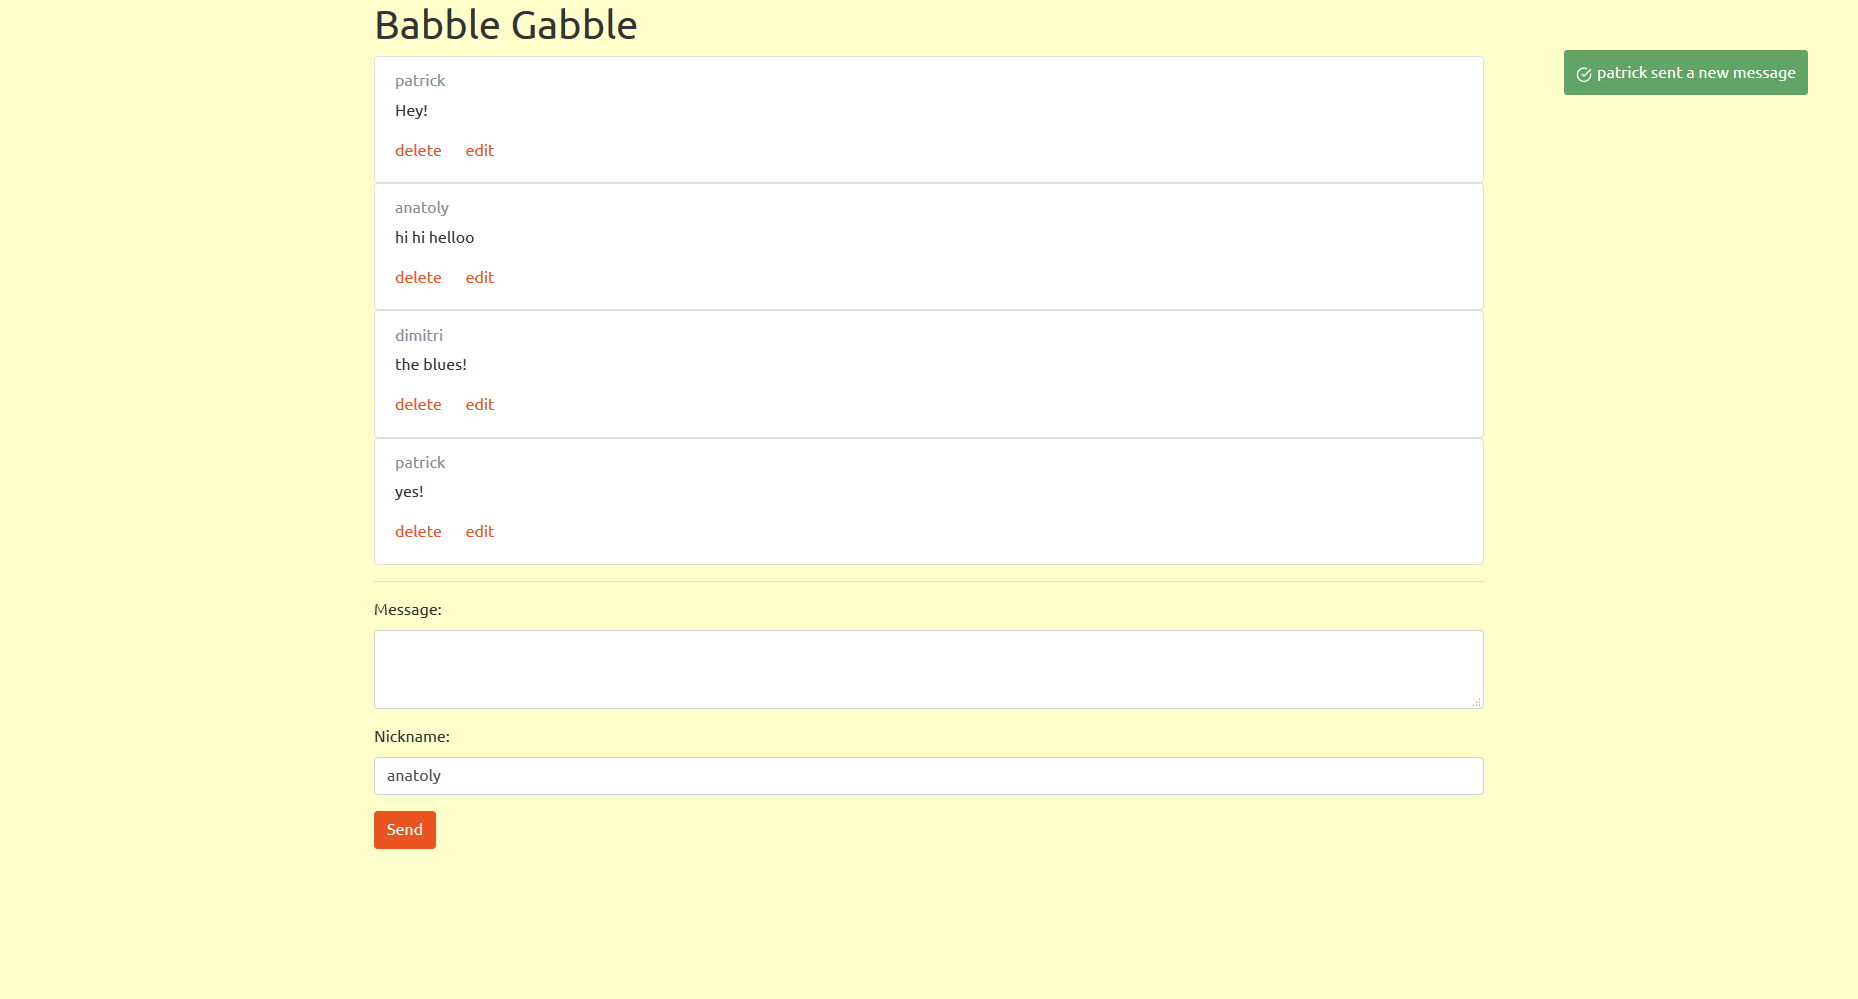 Babble Gabble
patrick sent a new message
patrick
Hey!
delete edit
anatoly
hi hi helloo
delete edit
dimitri
the blues!
delete edit
patrick
yes!
delete edit
Message:
Nickname:
anatoly
Send